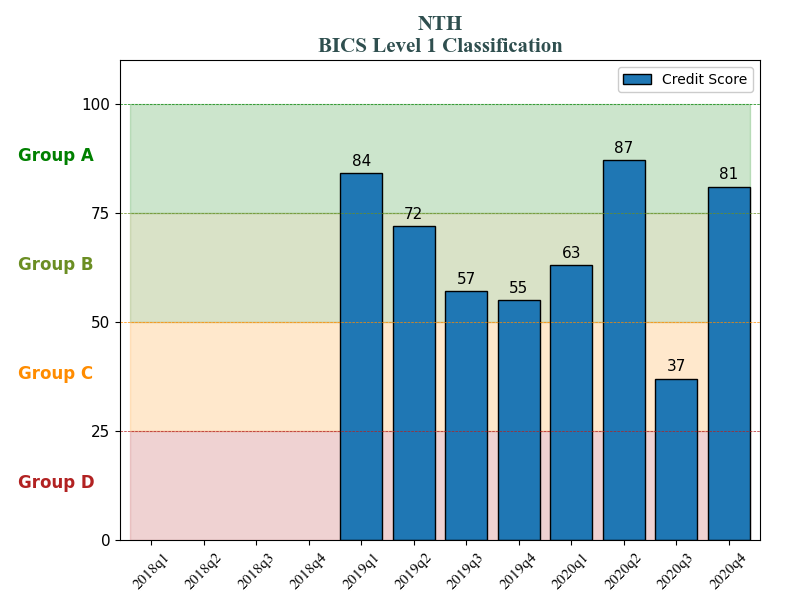 NTH
BICS Level 1 Classification
Credit Score
100
75
50
25
0
Group A
Group B
Group C
Group D
84
72
57
55
63
87
37
81
2018q1
2018q2
2018q3
2018q4
2019q1
2019q2
2019q3
2019q4
2020q1
2020q2
2020q3
2020q4